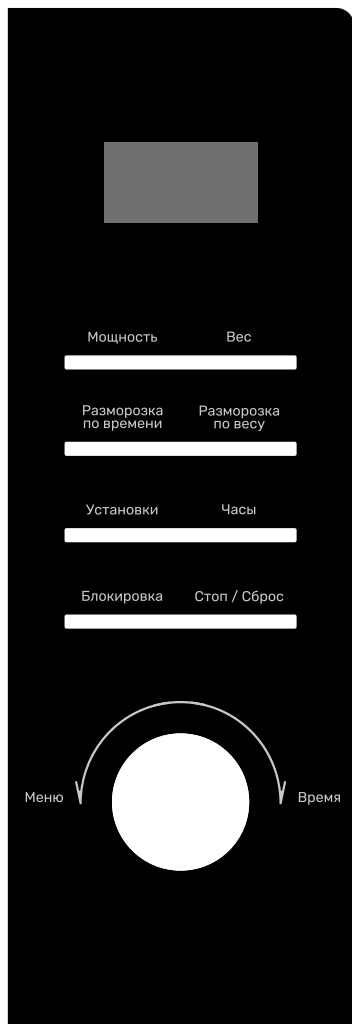 Мощность Вес
Разморозка Разморозка
по времени по весу
Установки Часы
Блокировка Стоп / Сброс
Меню Время